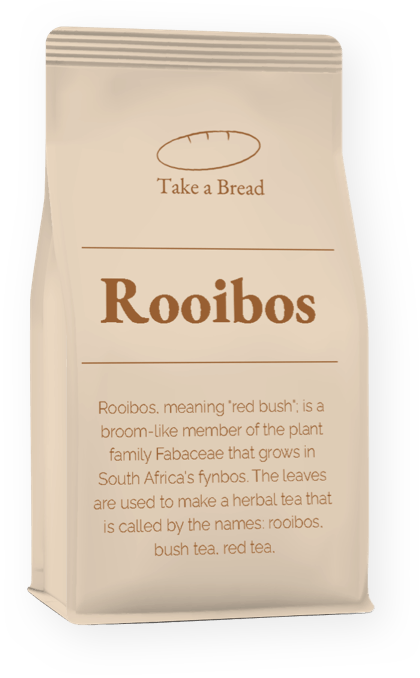 Take a Bread
Rooibos
Rooibos, meaning "red bush"; is a
broom-like member of the plant
family Fabaceae that grows in
South Africa's fynbos. The leaves
are used to make a herbal tea that
is called by the names: rooibos,
bush tea, red tea,